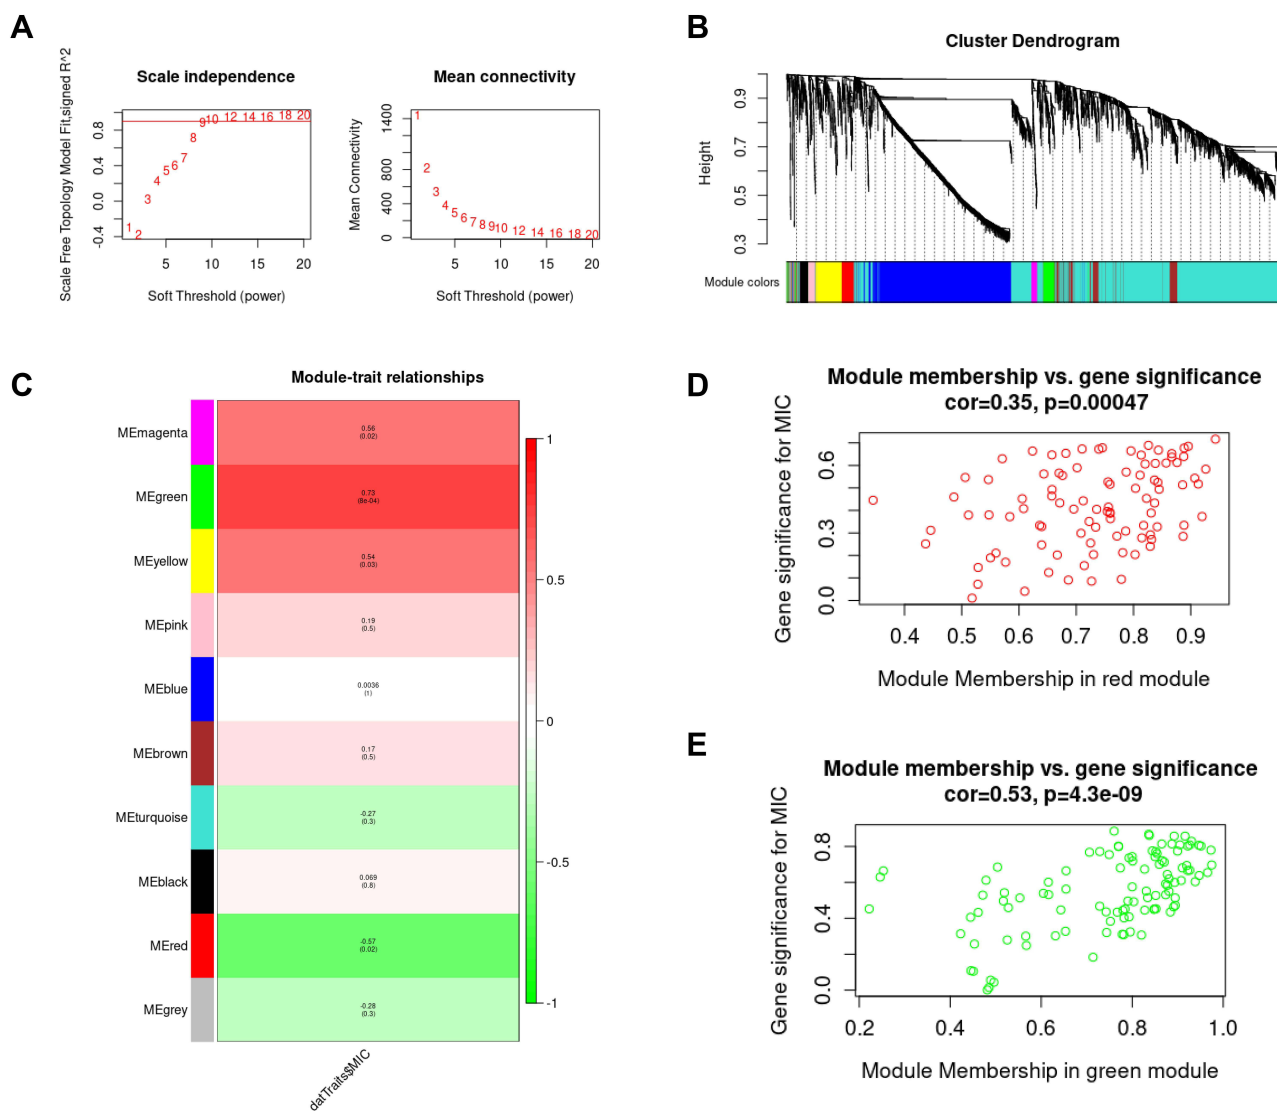 A
Scale independence
Scale Free Topology Model Fit,signed R^2
0.8
0.4
0.0
-0.4
1 2 3 4 5 6 7 8 9 10 12 14 16 18 20
5 10 15 20
Soft Threshold (power)
Mean connectivity
Mean Connectivity
1400
800
400
0
1 2 3 4 5 6 7 8 9 10 12 14 16 18 20
5 10 15 20
Soft Threshold (power)
B
Cluster Dendrogram
Height
0.9
0.7
0.5
0.3
Module colors
C
Module-trait relationships
MEmagenta
0.56
(0.02)
MEgreen
0.73
(8e-04)
MEyellow
0.54
(0.03)
MEpink
0.19
(0.5)
MEblue
0.0036
(1)
MEbrown
0.17
(0.5)
MEturquoise
-0.27
(0.3)
MEblack
0.069
(0.8)
MEred
-0.57
(0.02)
MEgrey
-0.28
(0.3)
datTraits$MIC
1
0.5
0
-0.5
-1
D
Module membership vs. gene significance
cor=0.35, p=0.00047
Gene significance for MIC
0.6
0.3
0.0
0.4 0.5 0.6 0.7 0.8 0.9
Module Membership in red module
E
Module membership vs. gene significance
cor=0.53, p=4.3e-09
Gene significance for MIC
0.8
0.4
0.0
0.2 0.4 0.6 0.8 1.0
Module Membership in green module